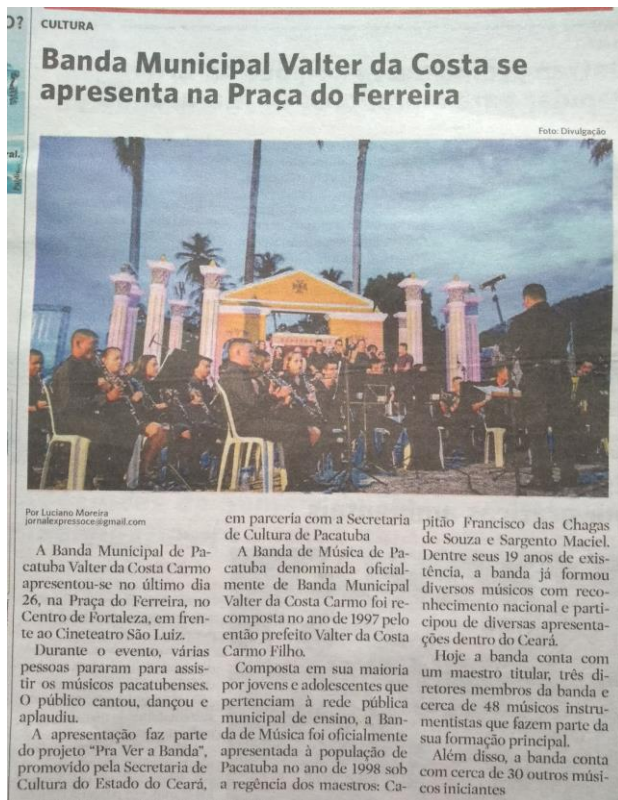 O?
CULTURA
Banda Municipal Valter da Costa se
apresenta na Praça do Ferreira
Foto: Divulgação
ral.
Por Luciano Moreira
jornalexpressoce@gmail.com
A Banda Municipal de Pa-
catuba Valter da Costa Carmo
apresentou-se no último dia
26, na Praça do Ferreira, no
Centro de Fortaleza, em fren-
te ao Cineteatro São Luiz.
Durante o evento, várias
pessoas pararam para assis-
tir os músicos pacatubenses.
O público cantou, dançou e
aplaudiu.
A apresentação faz parte
do projeto “Pra Ver a Banda”,
promovido pela Secretaria de
Cultura do Estado do Ceará,
em parceria com a Secretaria
de Cultura de Pacatuba
A Banda de Música de Pa-
catuba denominada oficial-
mente de Banda Municipal
Valter da Costa Carmo foi re-
composta no ano de 1997 pelo
então prefeito Valter da Costa
Carmo Filho.
Composta em sua maioria
por jovens e adolescentes que
pertenciam à rede pública
municipal de ensino, a Ban-
da de Música foi oficialmente
apresentada à população de
Pacatuba no ano de 1998 sob
a regência dos maestros: Ca-
pitão Francisco das Chagas
de Souza e Sargento Maciel.
Dentre seus 19 anos de exis-
tência, a banda já formou
diversos músicos com reco-
nhecimento nacional e parti-
cipou de diversas apresenta-
ções dentro do Ceará.
Hoje a banda conta com
um maestro titular, três di-
retores membros da banda e
cerca de 48 músicos instru-
mentistas que fazem parte da
sua formação principal.
Além disso, a banda conta
com cerca de 30 outros músi-
cos iniciantes